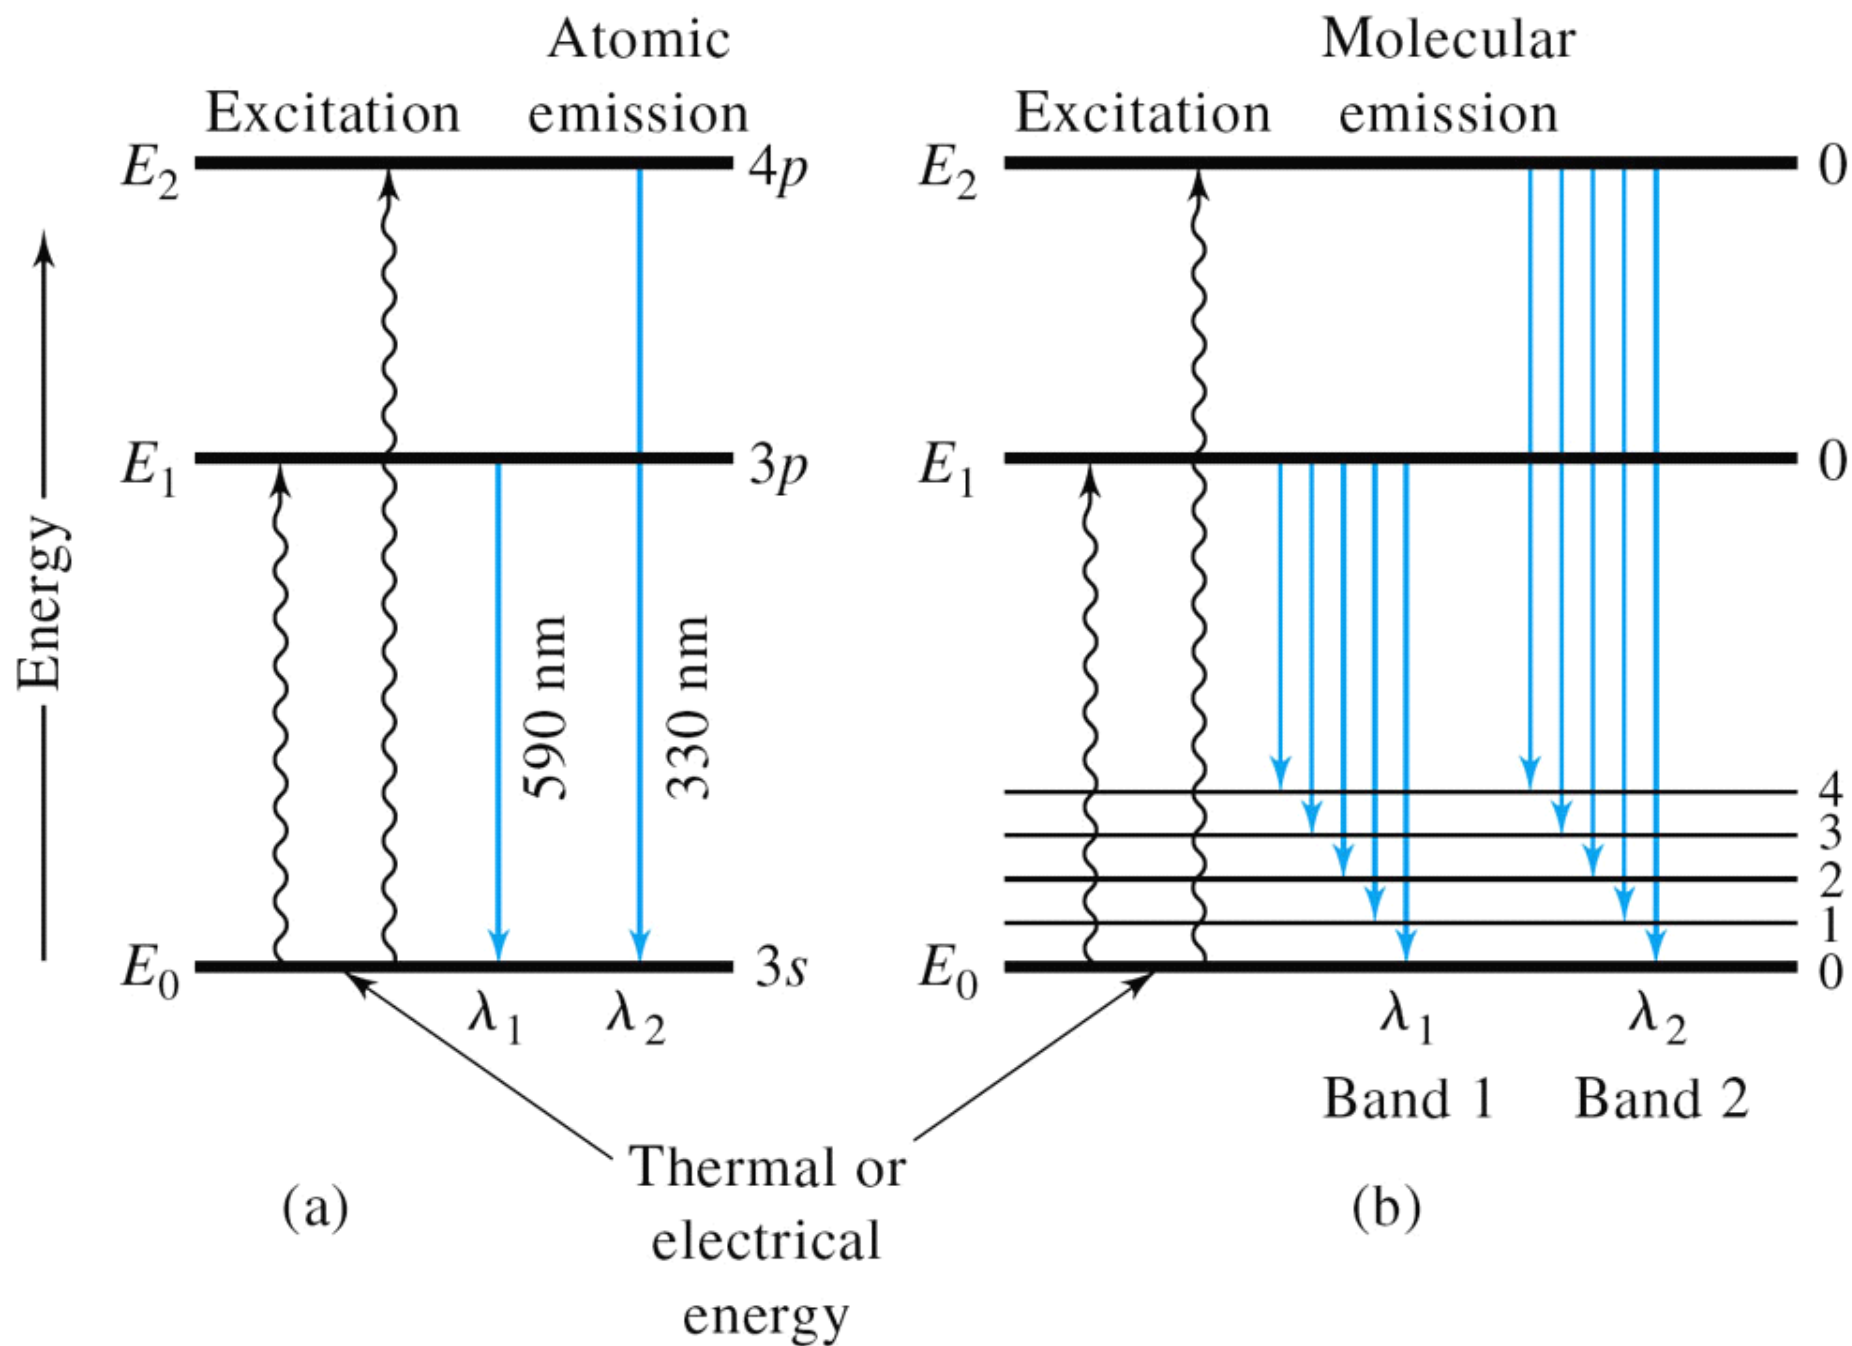 Atomic
Excitation emission
E2 4p
E1 3p
E0 3s
Energy
590 nm
330 nm
λ1 λ2
(a)
Molecular
Excitation emission
E2 0
E1 0
4
3
2
1
E0 0
λ1 λ2
Band 1 Band 2
(b)
Thermal or
electrical
energy